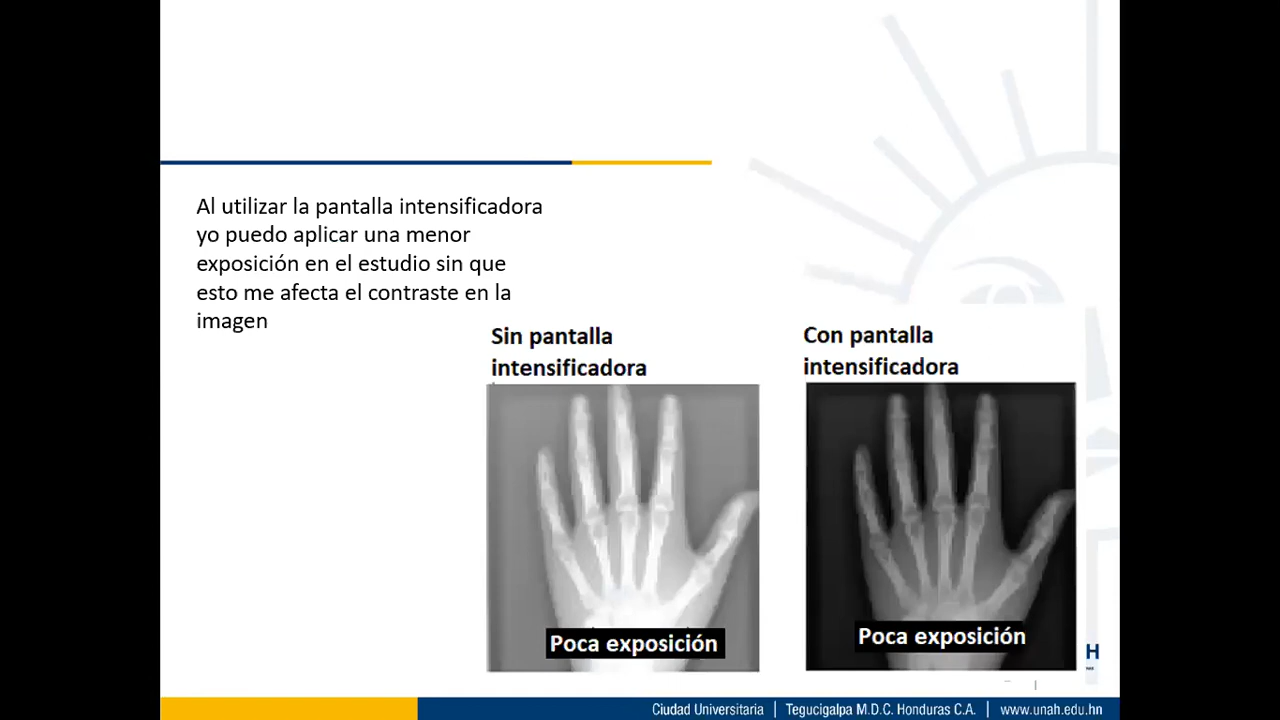 Al utilizar la pantalla intensificadora
yo puedo aplicar una menor
exposición en el estudio sin que
esto me afecta el contraste en la
imagen
Sin pantalla
intensificadora
Con pantalla
intensificadora
Poca exposición
Poca exposición
H
Ciudad Universitaria | Tegucigalpa M.D.C. Honduras C.A. | www.unah.edu.hn